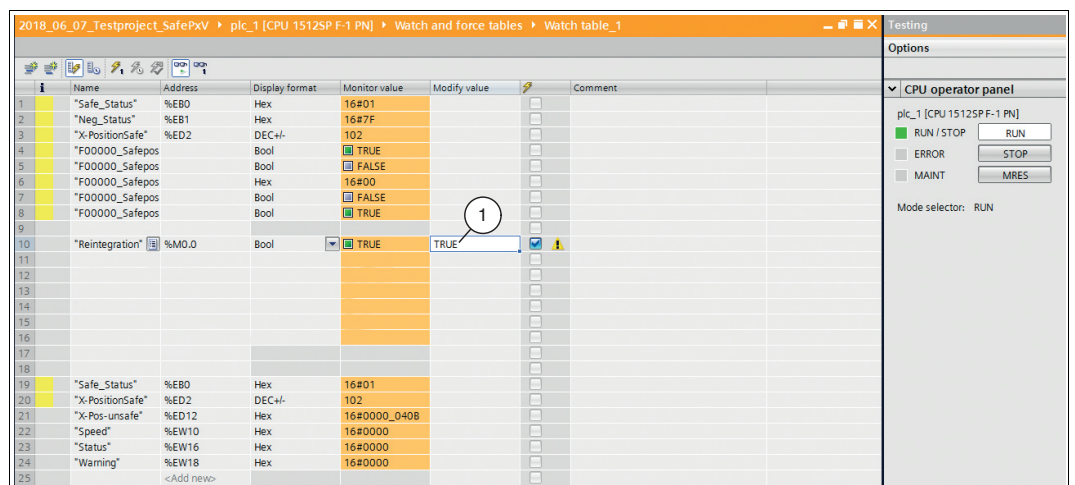 2018_06_07_Testproject_SafePxV ▸ plc_1 [CPU 1512SP F-1 PN] ▸ Watch and force tables ▸ Watch table_1
Testing
Options
i Name Address Display format Monitor value Modify value Comment
1 "Safe_Status" %EB0 Hex 16#01
2 "Neg_Status" %EB1 Hex 16#7F
3 "X-PositionSafe" %ED2 DEC+/- 102
4 "F00000_Safepos Bool TRUE
5 "F00000_Safepos Bool FALSE
6 "F00000_Safepos Hex 16#00
7 "F00000_Safepos Bool FALSE
8 "F00000_Safepos Bool TRUE
1
9
10 "Reintegration" %M0.0 Bool TRUE TRUE
11
12
13
14
15
16
17
18
19 "Safe_Status" %EB0 Hex 16#01
20 "X-PositionSafe" %ED2 DEC+/- 102
21 "X-Pos-unsafe" %ED12 Hex 16#0000_040B
22 "Speed" %EW10 Hex 16#0000
23 "Status" %EW16 Hex 16#0000
24 "Warning" %EW18 Hex 16#0000
25 <Add new>
CPU operator panel
plc_1 [CPU 1512SP F-1 PN]
RUN / STOP RUN
ERROR STOP
MAINT MRES
Mode selector: RUN